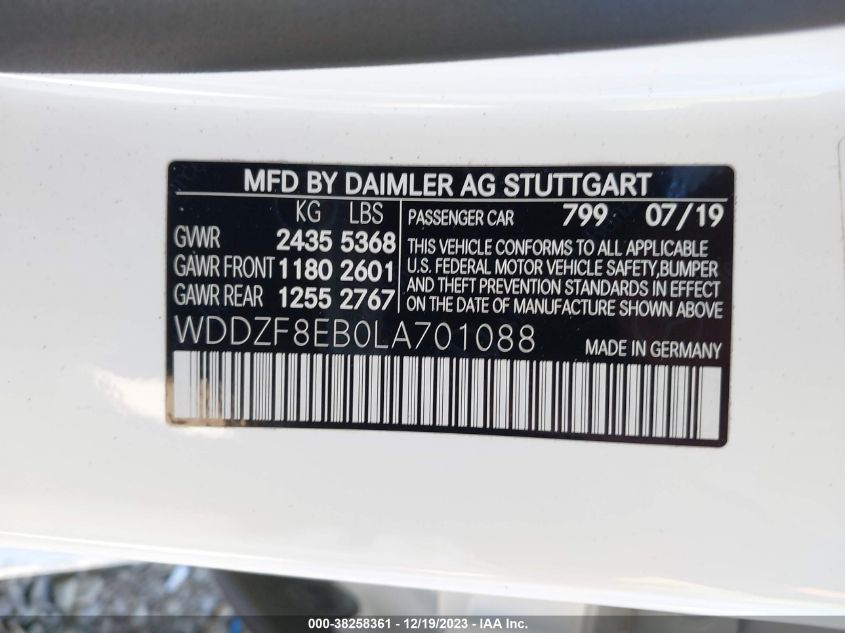 MFD BY DAIMLER AG STUTTGART
KG LBS
GVWR 2435 5368
GAWR FRONT 1180 2601
GAWR REAR 1255 2767
PASSENGER CAR 799 07/19
THIS VEHICLE CONFORMS TO ALL APPLICABLE
U.S. FEDERAL MOTOR VEHICLE SAFETY,BUMPER
AND THEFT PREVENTION STANDARDS IN EFFECT
ON THE DATE OF MANUFACTURE SHOWN ABOVE
WDDZF8EB0LA701088
MADE IN GERMANY
000-38258361 - 12/19/2023 - IAA Inc.